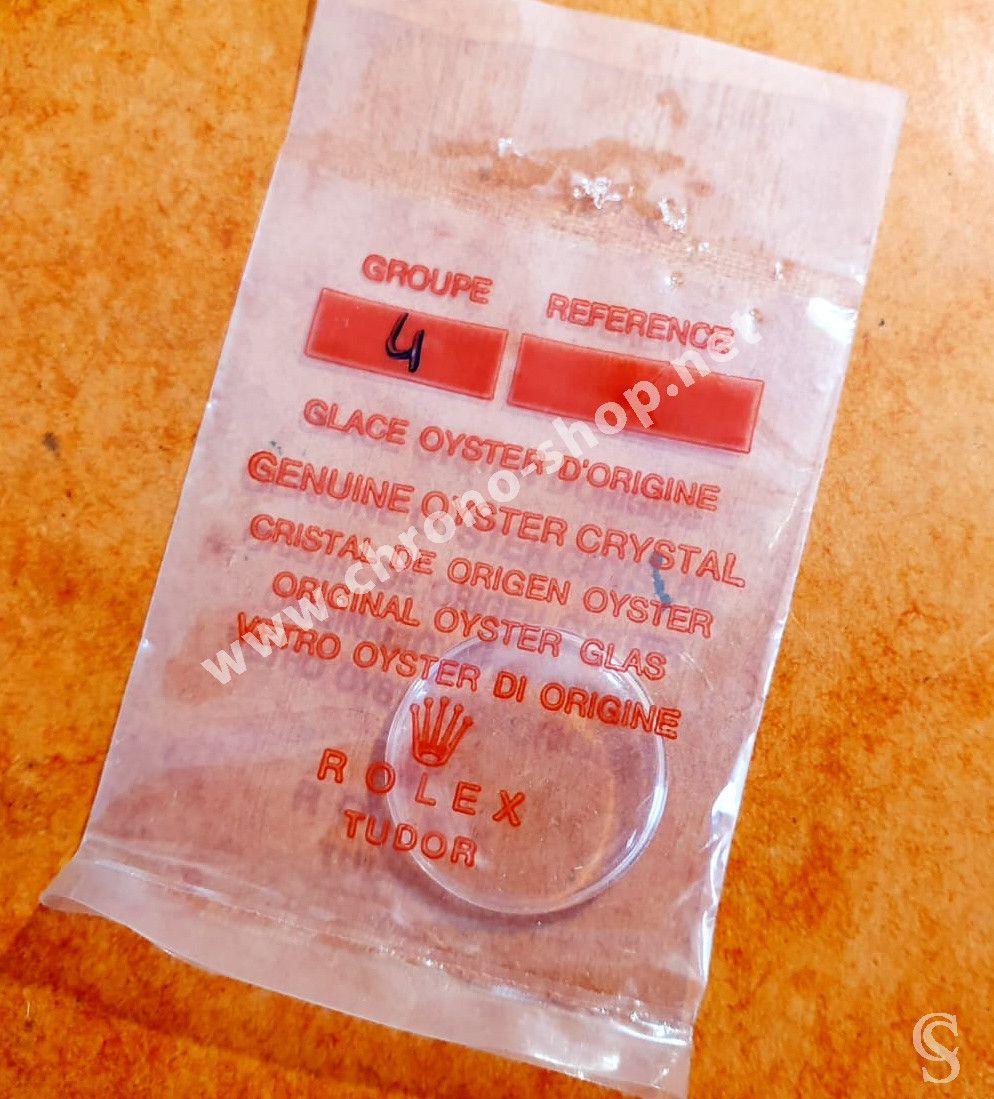 GROUPE REFERENCE
4
GLACE OYSTER D'ORIGINE
GENUINE OYSTER CRYSTAL
CRISTAL DE ORIGEN OYSTER
ORIGINAL OYSTER GLAS
VITRO OYSTER DI ORIGINE
ROLEX
TUDOR
www.chrono-shop.net
CS